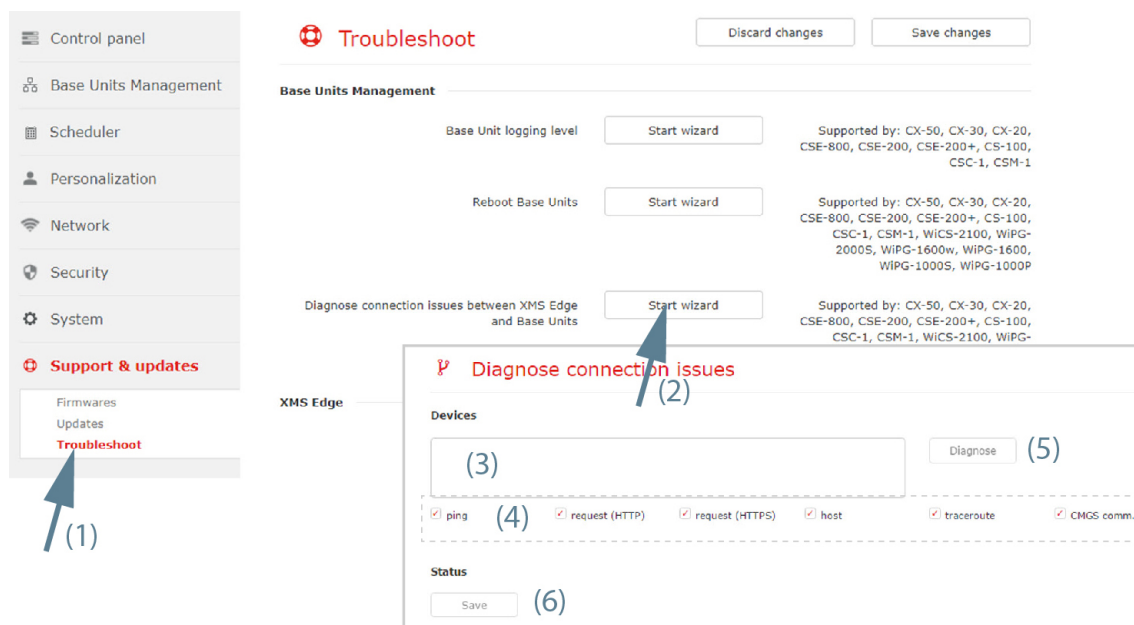 Control panel
Base Units Management
Scheduler
Personalization
Network
Security
System
Support & updates
Firmwares
Updates
Troubleshoot
(1)
Troubleshoot
Discard changes
Save changes
Base Units Management
Base Unit logging level
Start wizard
Supported by: CX-50, CX-30, CX-20,
CSE-800, CSE-200, CSE-200+, CS-100,
CSC-1, CSM-1
Reboot Base Units
Start wizard
Supported by: CX-50, CX-30, CX-20,
CSE-800, CSE-200, CSE-200+, CS-100,
CSC-1, CSM-1, WiCS-2100, WiPG-
2000S, WiPG-1600w, WiPG-1600,
WiPG-1000S, WiPG-1000P
Diagnose connection issues between XMS Edge
and Base Units
Start wizard
Supported by: CX-50, CX-30, CX-20,
CSE-800, CSE-200, CSE-200+, CS-100,
CSC-1, CSM-1, WiCS-2100, WiPG-
XMS Edge
Diagnose connection issues
(2)
Devices
(3)
Diagnose
(5)
ping
(4)
request (HTTP)
request (HTTPS)
host
traceroute
CMGS comm.
Status
Save
(6)